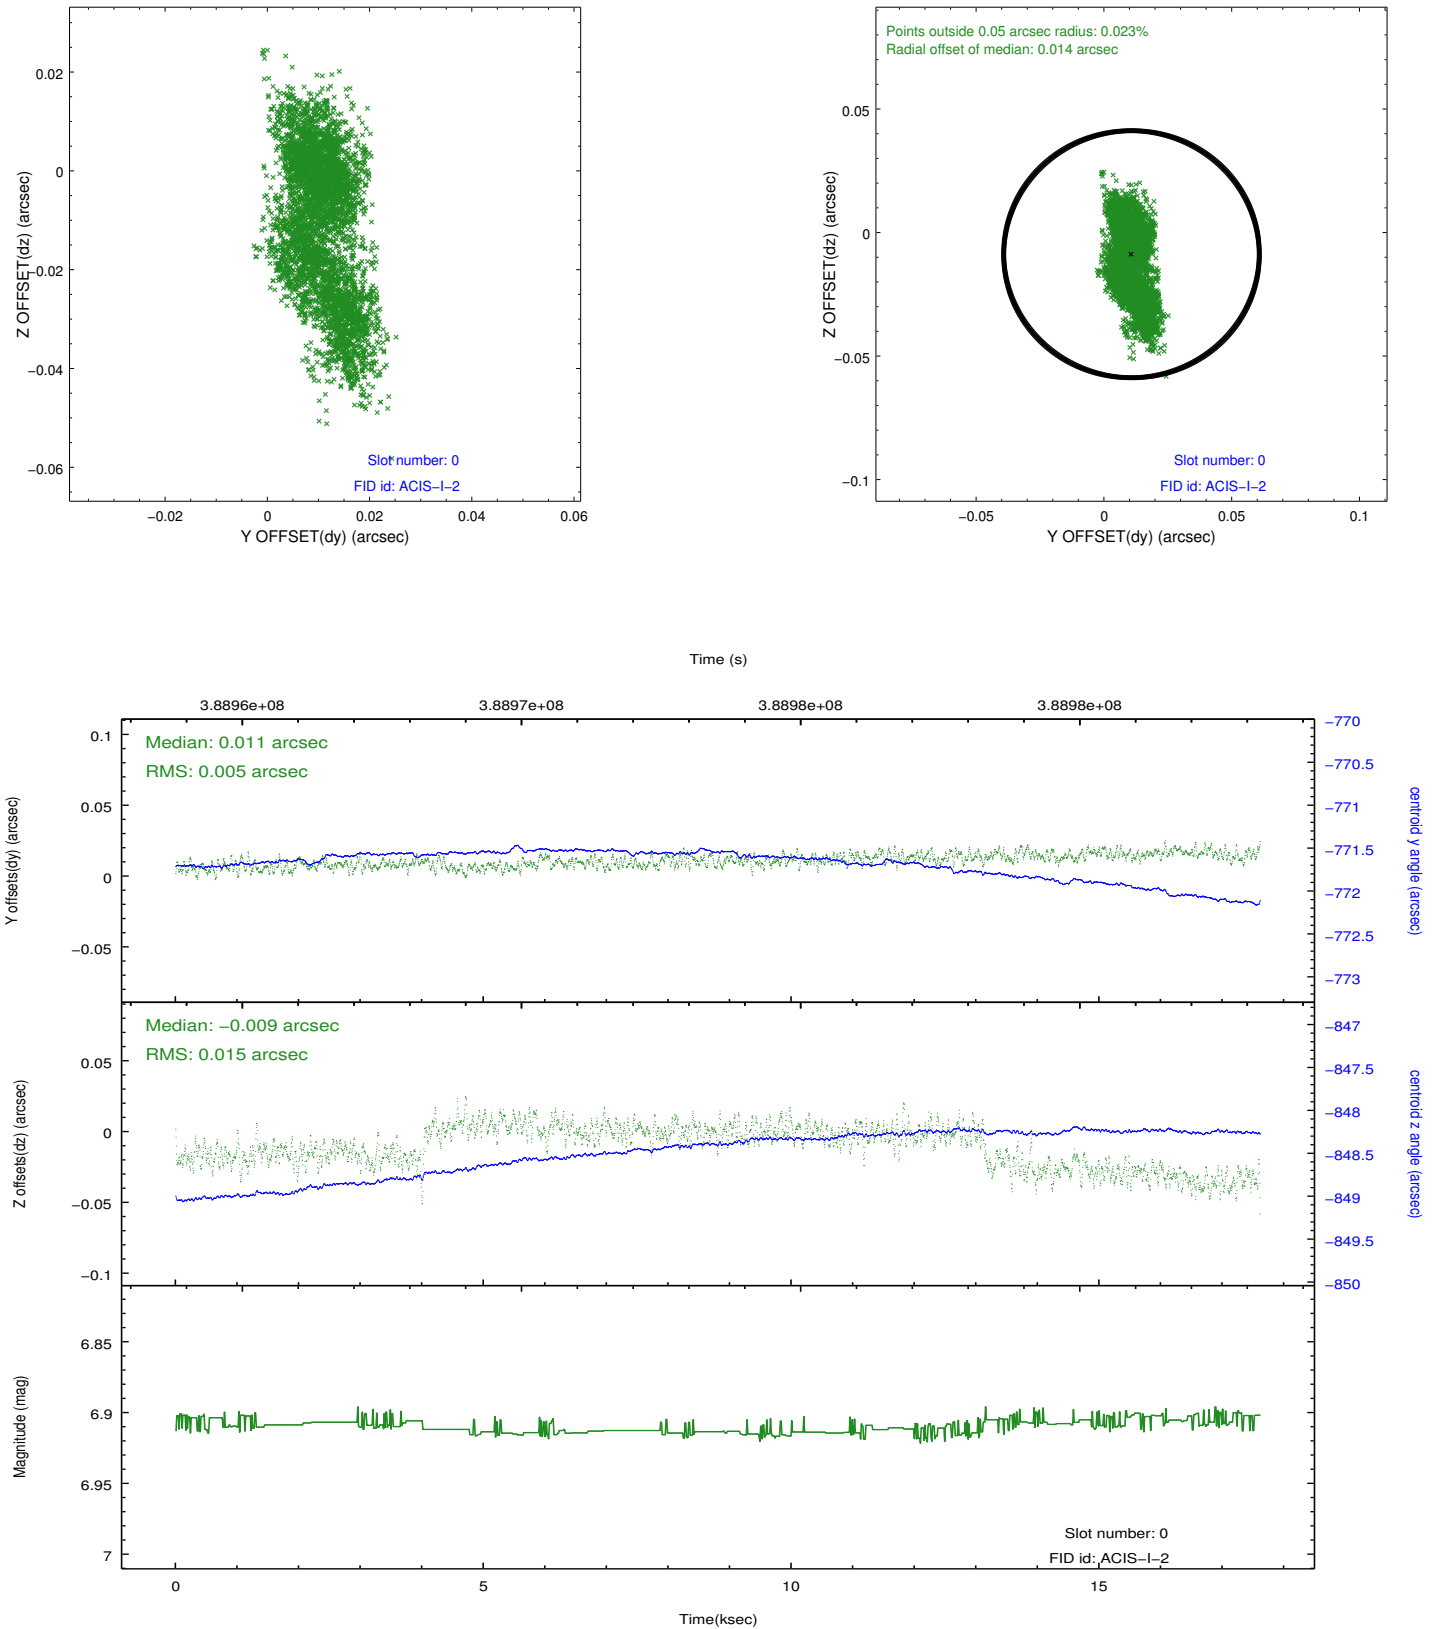 0.02
0
−0.02
−0.04
−0.06
Z OFFSET(dz) (arcsec)
Slot number: 0
FID id: ACIS−I−2
−0.02 0 0.02 0.04 0.06
Y OFFSET(dy) (arcsec)
Points outside 0.05 arcsec radius: 0.023%
Radial offset of median: 0.014 arcsec
0.05
0
−0.05
−0.1
Z OFFSET(dz) (arcsec)
Slot number: 0
FID id: ACIS−I−2
−0.05 0 0.05 0.1
Y OFFSET(dy) (arcsec)
Time (s)
3.8896e+08 3.8897e+08 3.8898e+08 3.8898e+08
Median: 0.011 arcsec
RMS: 0.005 arcsec
0.1
0.05
0
−0.05
Y offsets(dy) (arcsec)
−770
−770.5
−771
−771.5
−772
−772.5
−773
centroid y angle (arcsec)
Median: −0.009 arcsec
RMS: 0.015 arcsec
0.05
0
−0.05
−0.1
Z offsets(dz) (arcsec)
−847
−847.5
−848
−848.5
−849
−849.5
−850
centroid z angle (arcsec)
6.85
6.9
6.95
7
Magnitude (mag)
Slot number: 0
FID id: ACIS−I−2
0 5 10 15
Time(ksec)